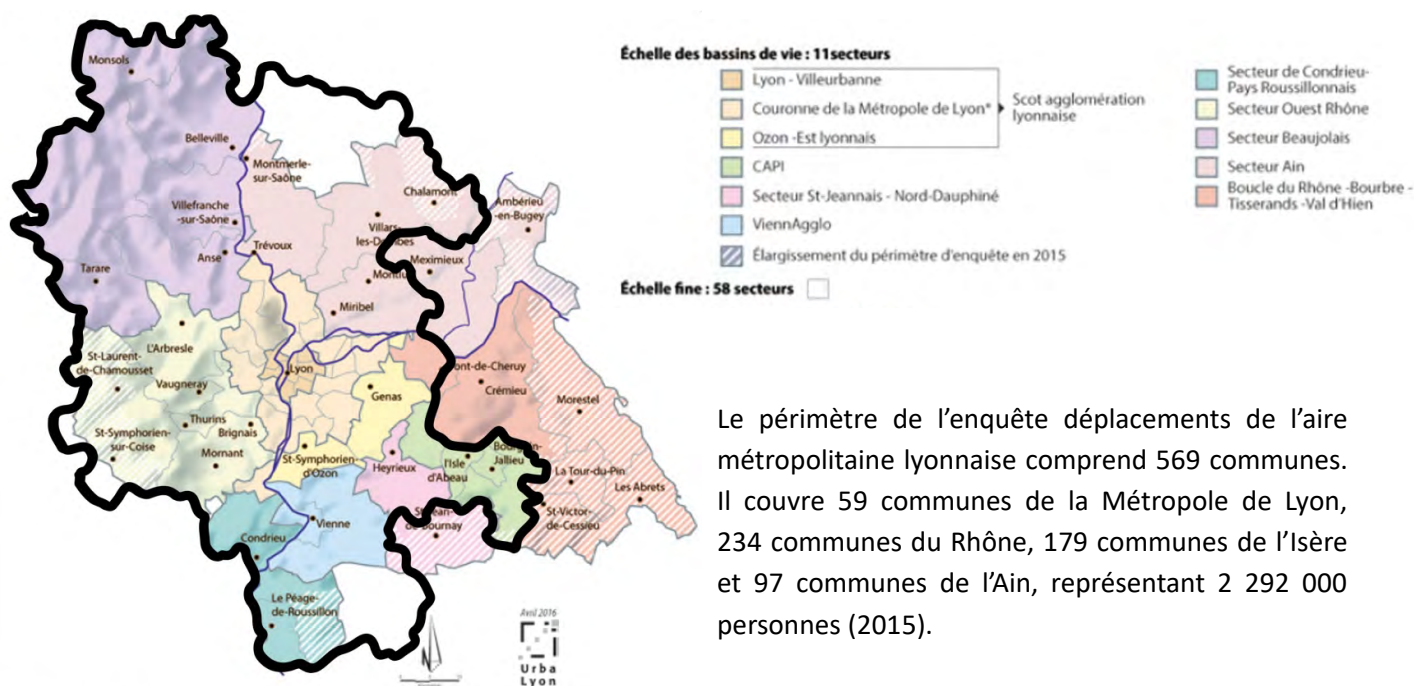 Monsols
Belleville
Montmerle-
sur-Saône
Chalamont
Ambérieu
-en-Bugey
Villefranche
-sur-Saône
Villars-
les-Dombes
Trévoux
Anse
Meximieux
Tarare
Miribel
L'Arbresle
St-Laurent-
de-Chamousset
Vaugneray
Lyon
Genas
Crémieu
Morestel
Thurins
Brignais
St-Symphorien-
sur-Coise
Mornant
St-Symphorien-
d'Ozon
Heyrieux
l'Isle
d'Abeau
Jallieu
La Tour-du-Pin
Les Abrets
St-Victor-
de-Cessieu
Vienne
Condrieu
Le Péage-
de-Roussillon
Avril 2016
Urba
Lyon
Échelle des bassins de vie : 11secteurs
Lyon - Villeurbanne
Couronne de la Métropole de Lyon*
Ozon -Est lyonnais
Scot agglomération
lyonnaise
CAPI
Secteur St-Jeannais - Nord-Dauphiné
ViennAgglo
Élargissement du périmètre d'enquête en 2015
Échelle fine : 58 secteurs
Secteur de Condrieu-
Pays Roussillonnais
Secteur Ouest Rhône
Secteur Beaujolais
Secteur Ain
Boucle du Rhône -Bourbre -
Tisserands -Val d'Hien
Le périmètre de l’enquête déplacements de l’aire
métropolitaine lyonnaise comprend 569 communes.
Il couvre 59 communes de la Métropole de Lyon,
234 communes du Rhône, 179 communes de l’Isère
et 97 communes de l’Ain, représentant 2 292 000
personnes (2015).